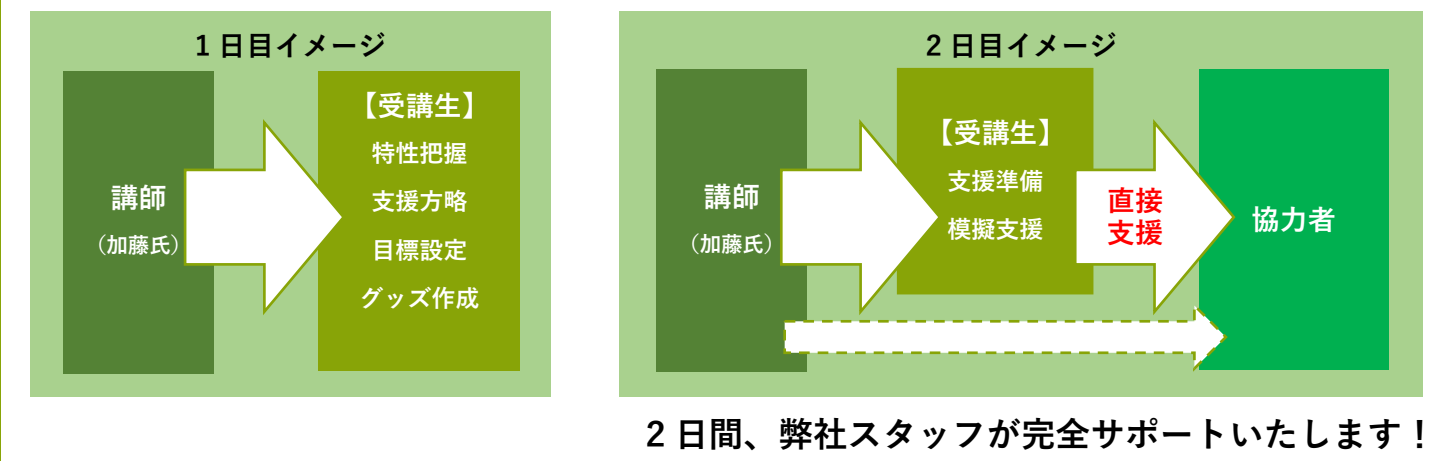 1日目イメージ
講師
（加藤氏）
【受講生】
特性把握
支援方略
目標設定
グッズ作成
2日目イメージ
講師
（加藤氏）
【受講生】
支援準備
模擬支援
直接
支援
協力者
2日間、弊社スタッフが完全サポートいたします！